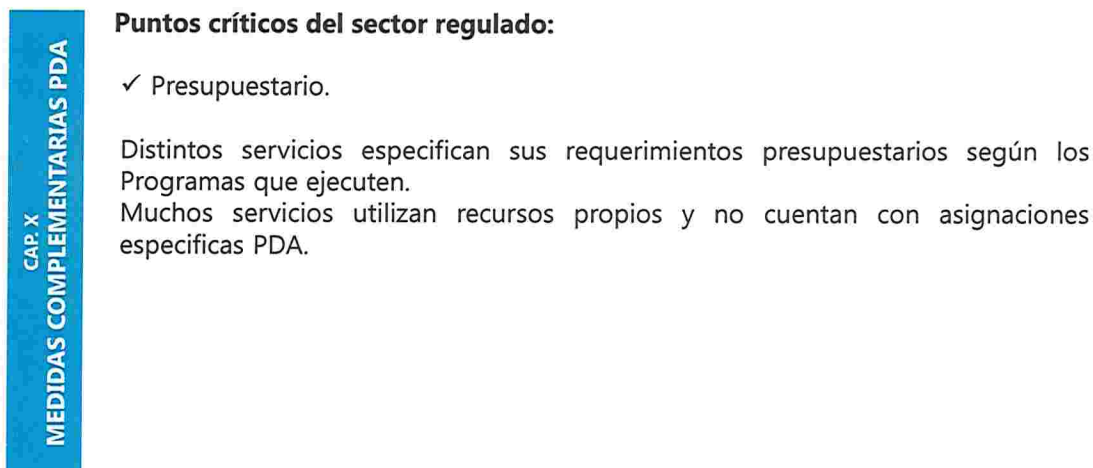 CAP. X
MEDIDAS COMPLEMENTARIAS PDA
Puntos críticos del sector regulado:
✓ Presupuestario.
Distintos servicios especifican sus requerimientos presupuestarios según los
Programas que ejecuten.
Muchos servicios utilizan recursos propios y no cuentan con asignaciones
especificas PDA.